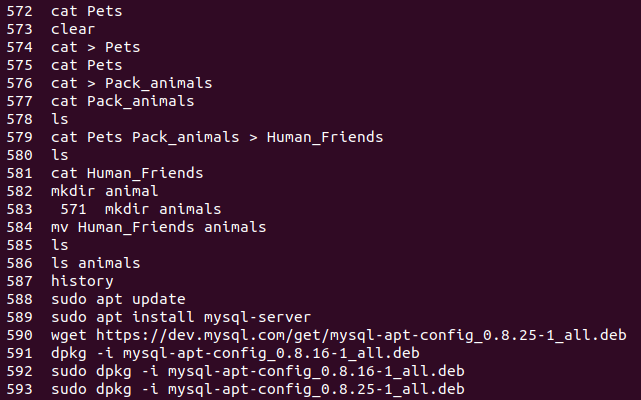 572  cat Pets
573  clear
574  cat > Pets
575  cat Pets
576  cat > Pack_animals
577  cat Pack_animals
578  ls
579  cat Pets Pack_animals > Human_Friends
580  ls
581  cat Human_Friends
582  mkdir animal
583   571  mkdir animals
584  mv Human_Friends animals
585  ls
586  ls animals
587  history
588  sudo apt update
589  sudo apt install mysql-server
590  wget https://dev.mysql.com/get/mysql-apt-config_0.8.25-1_all.deb
591  dpkg -i mysql-apt-config_0.8.16-1_all.deb
592  sudo dpkg -i mysql-apt-config_0.8.16-1_all.deb
593  sudo dpkg -i mysql-apt-config_0.8.25-1_all.deb